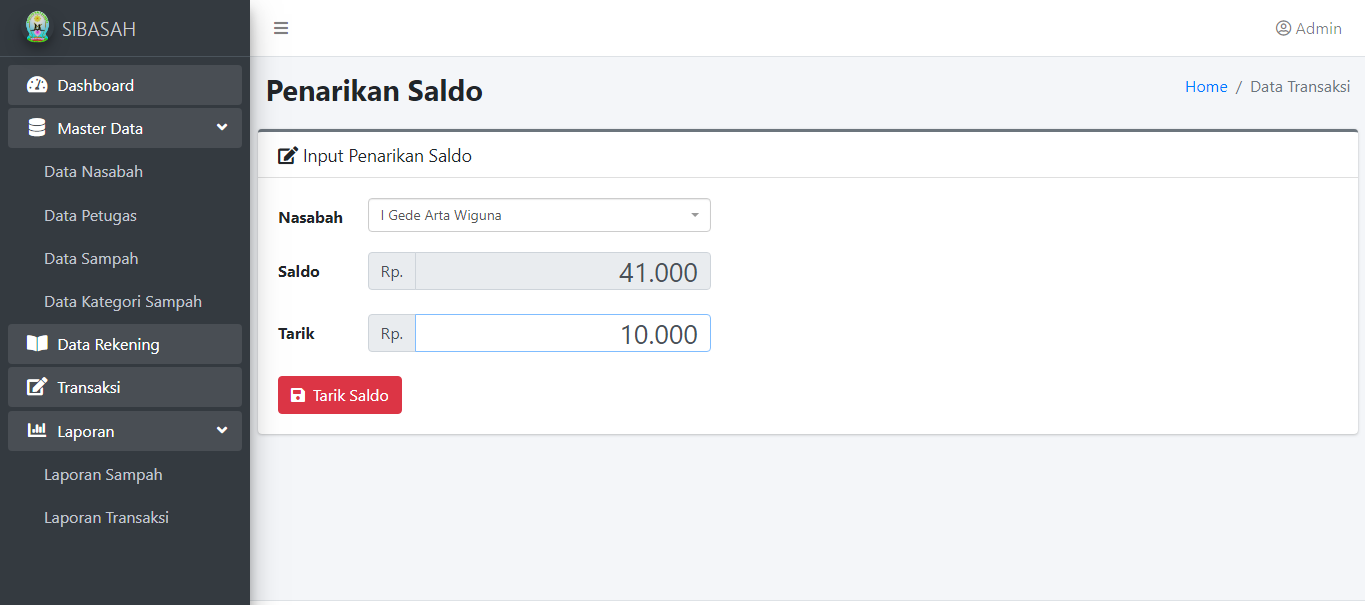 SIBASAH
Admin
Dashboard
Master Data
Data Nasabah
Data Petugas
Data Sampah
Data Kategori Sampah
Data Rekening
Transaksi
Laporan
Laporan Sampah
Laporan Transaksi
Penarikan Saldo
Home / Data Transaksi
Input Penarikan Saldo
Nasabah I Gede Arta Wiguna
Saldo Rp. 41.000
Tarik Rp. 10.000
Tarik Saldo